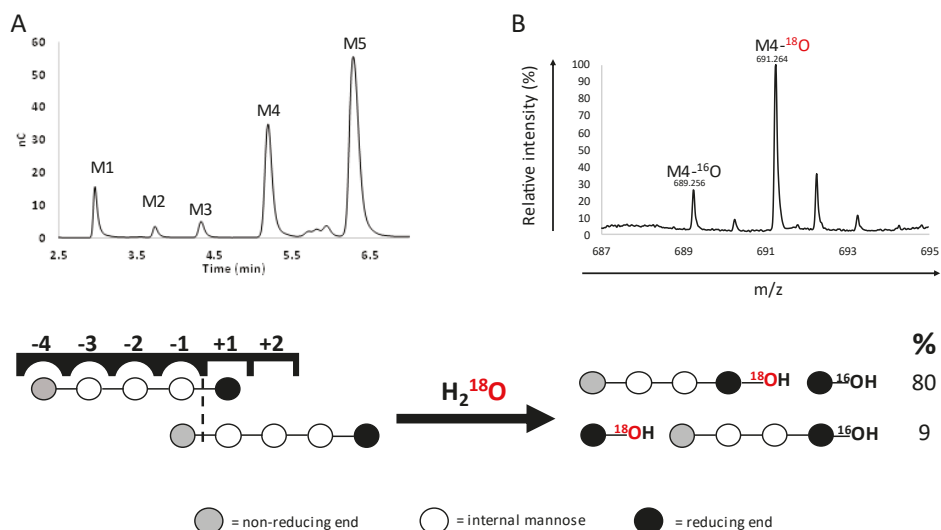 A
60
50
40
30
20
10
0
nC
M1
M2
M3
M4
M5
2.5
3.5
4.5
5.5
6.5
Time (min)
B
Relative intensity (%)
100
90
80
70
60
50
40
30
20
10
0
M4-¹⁸O
691.264
M4-¹⁶O
689.256
687
689
691
693
695
m/z
-4 -3 -2 -1 +1 +2
H₂¹⁸O
%
¹⁸OH ¹⁶OH 80
¹⁸OH ¹⁶OH 9
= non-reducing end = internal mannose = reducing end